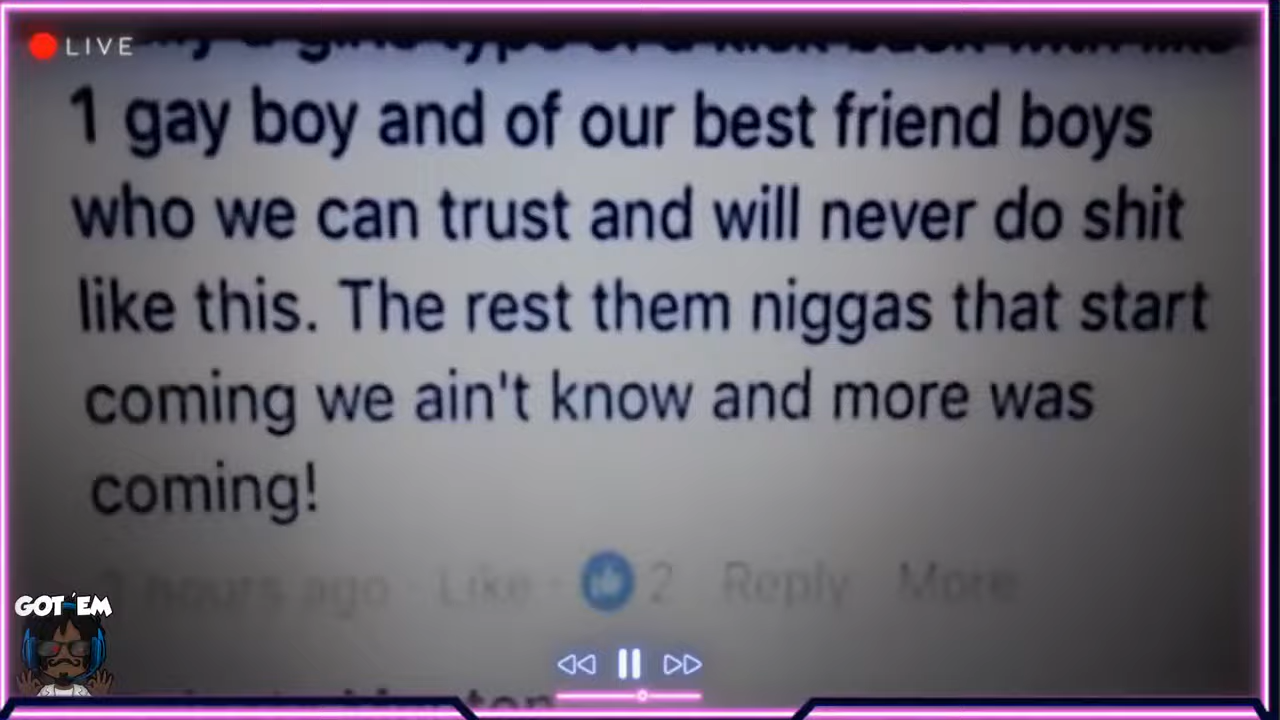 LIVE
1 gay boy and of our best friend boys
who we can trust and will never do shit
like this. The rest them niggas that start
coming we ain't know and more was
coming!
hours ago Like 2 Reply More
GOT 'EM